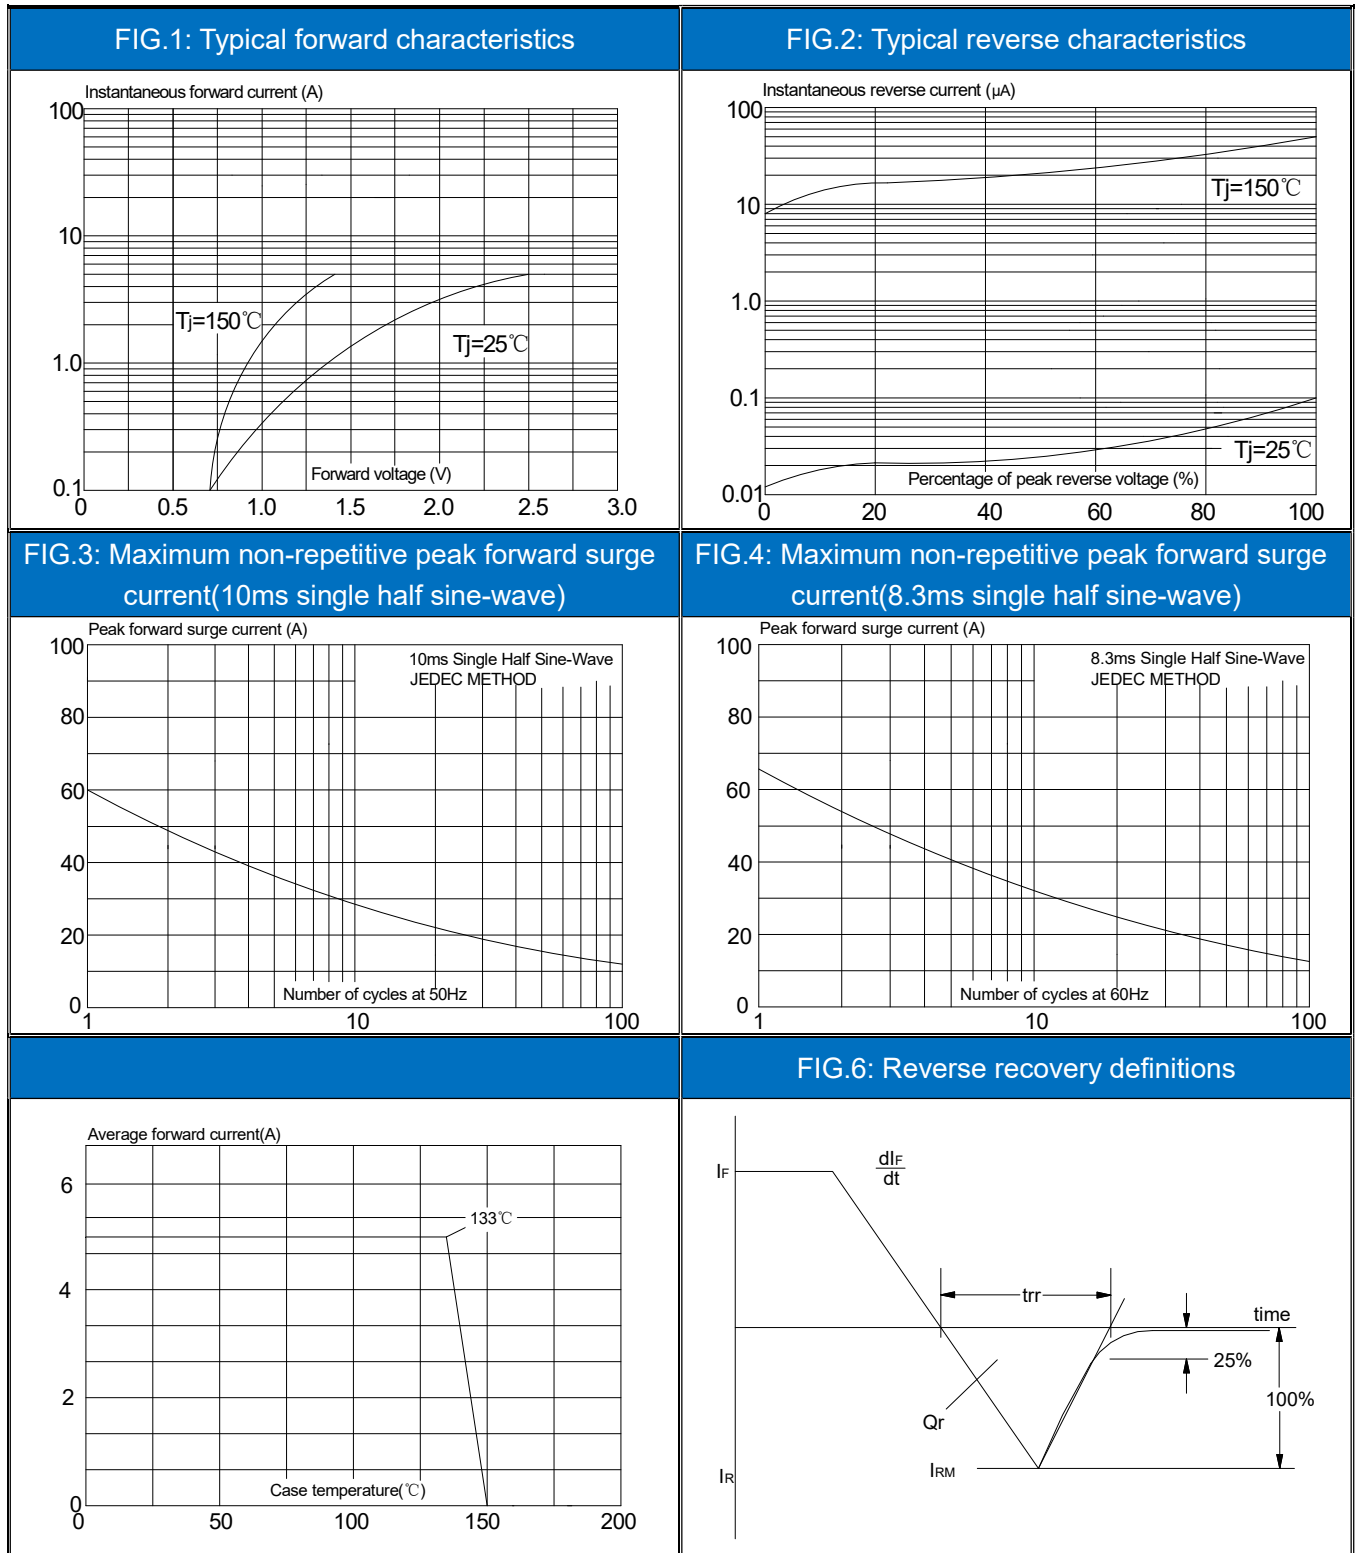 FIG.1: Typical forward characteristics
Instantaneous forward current (A)
100
10
1.0
0.1
Tj=150℃
Tj=25℃
Forward voltage (V)
0 0.5 1.0 1.5 2.0 2.5 3.0
FIG.2: Typical reverse characteristics
Instantaneous reverse current (μA)
100
10
1.0
0.1
0.01
Tj=150℃
Tj=25℃
Percentage of peak reverse voltage (%)
0 20 40 60 80 100
FIG.3: Maximum non-repetitive peak forward surge
current(10ms single half sine-wave)
Peak forward surge current (A)
10ms Single Half Sine-Wave
JEDEC METHOD
100
80
60
40
20
0
Number of cycles at 50Hz
1 10 100
FIG.4: Maximum non-repetitive peak forward surge
current(8.3ms single half sine-wave)
Peak forward surge current (A)
8.3ms Single Half Sine-Wave
JEDEC METHOD
100
80
60
40
20
0
Number of cycles at 60Hz
1 10 100
Average forward current(A)
6
4
2
0
133℃
Case temperature(℃)
0 50 100 150 200
FIG.6: Reverse recovery definitions
IF
dIF
dt
trr
time
25%
100%
Qr
IRM
IR